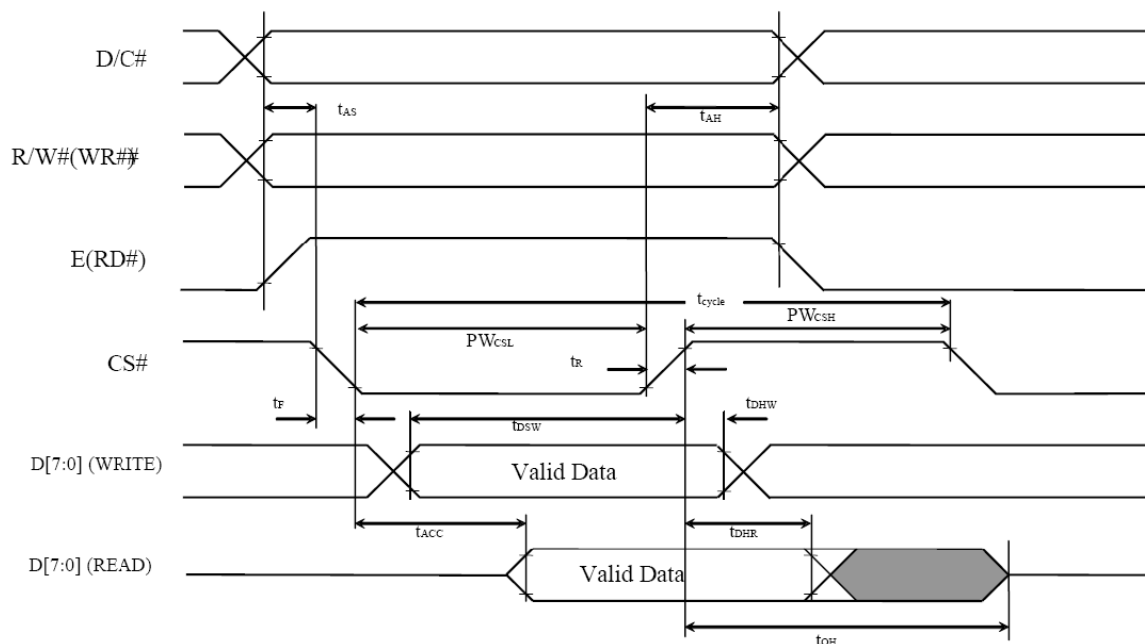 D/C#
tAS
tAH
R/W#(WR##)
E(RD#)
tcycle
PWCSL
PWCSH
CS#
tR
tF
tDSW
tDHW
D[7:0] (WRITE)
Valid Data
tACC
tDHR
D[7:0] (READ)
Valid Data
tOH